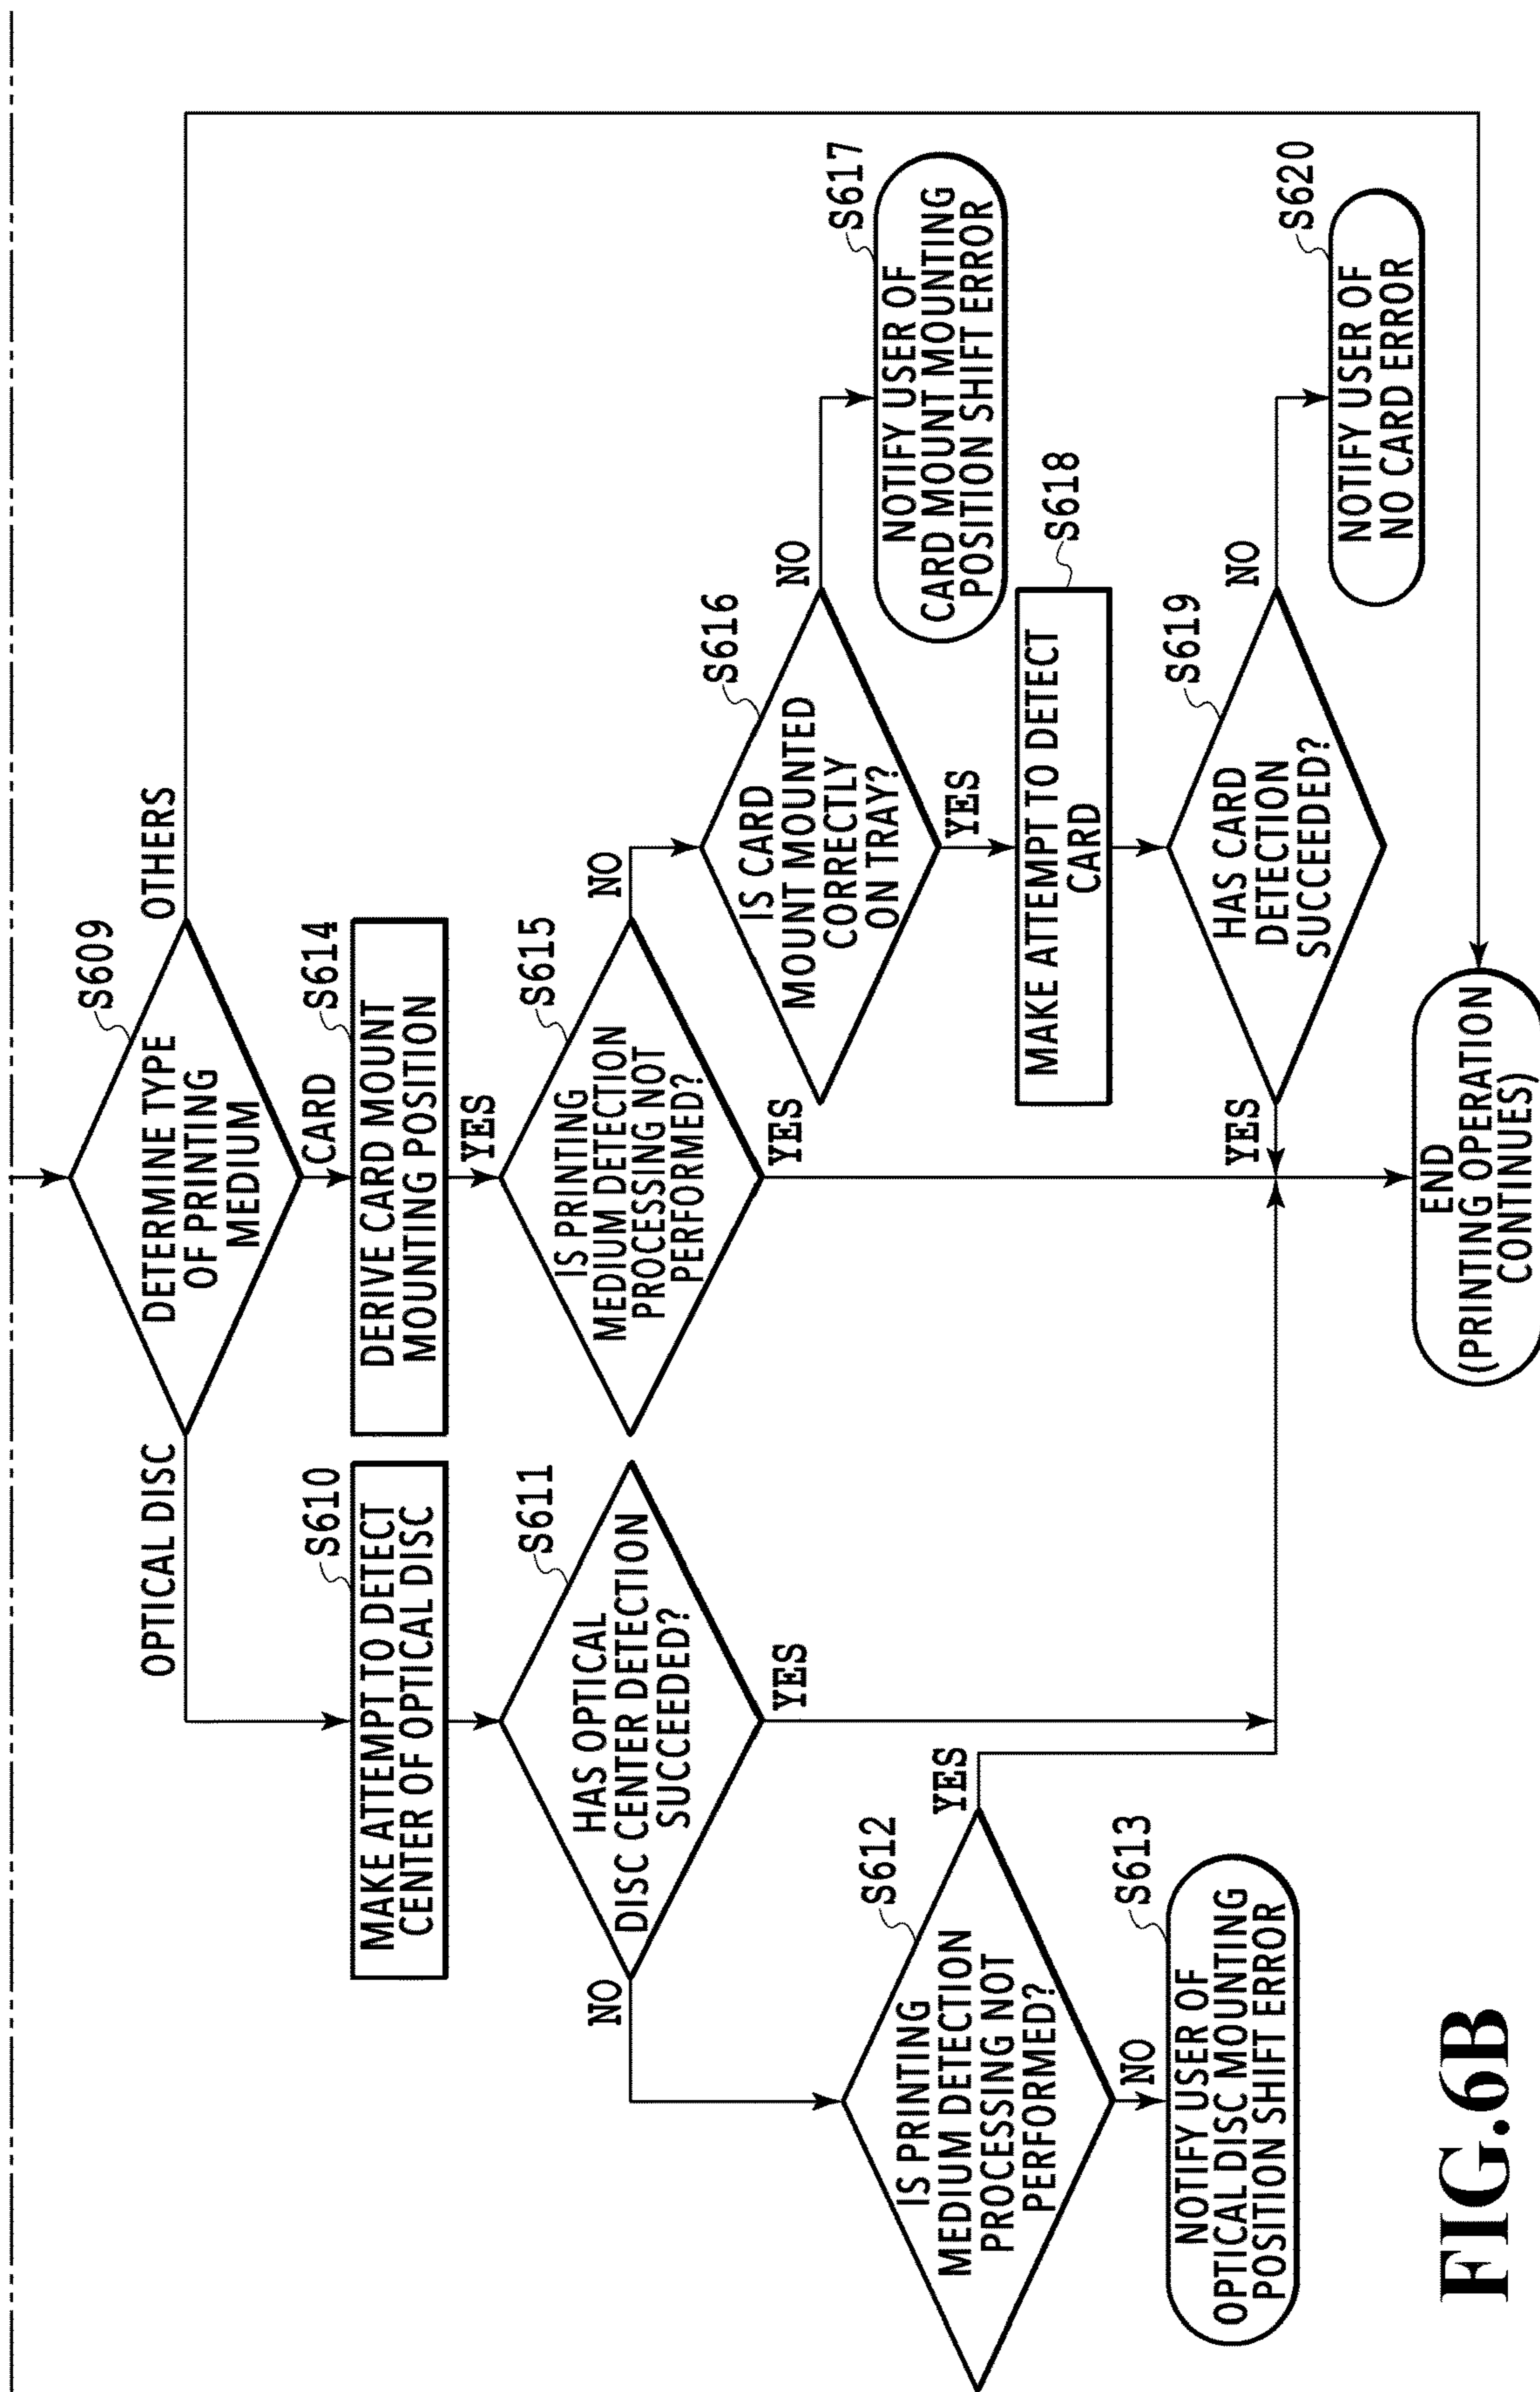 S609
DETERMINE TYPE
OF PRINTING
MEDIUM
OPTICAL DISC
CARD
OTHERS
S610
MAKE ATTEMPT TO DETECT
CENTER OF OPTICAL DISC
S614
DERIVE CARD MOUNT
MOUNTING POSITION
YES
S611
HAS OPTICAL
DISC CENTER DETECTION
SUCCEEDED?
NO
YES
S615
IS PRINTING
MEDIUM DETECTION
PROCESSING NOT
PERFORMED?
NO
YES
S616
IS CARD
MOUNT MOUNTED
CORRECTLY
ON TRAY?
NO
YES
S617
NOTIFY USER OF
CARD MOUNT MOUNTING
POSITION SHIFT ERROR
S612
IS PRINTING
MEDIUM DETECTION
PROCESSING NOT
PERFORMED?
YES
NO
S618
MAKE ATTEMPT TO DETECT
CARD
S613
NOTIFY USER OF
OPTICAL DISC MOUNTING
POSITION SHIFT ERROR
S619
HAS CARD
DETECTION
SUCCEEDED?
YES
NO
S620
NOTIFY USER OF
NO CARD ERROR
END
(PRINTING OPERATION
CONTINUES)
FIG.6B